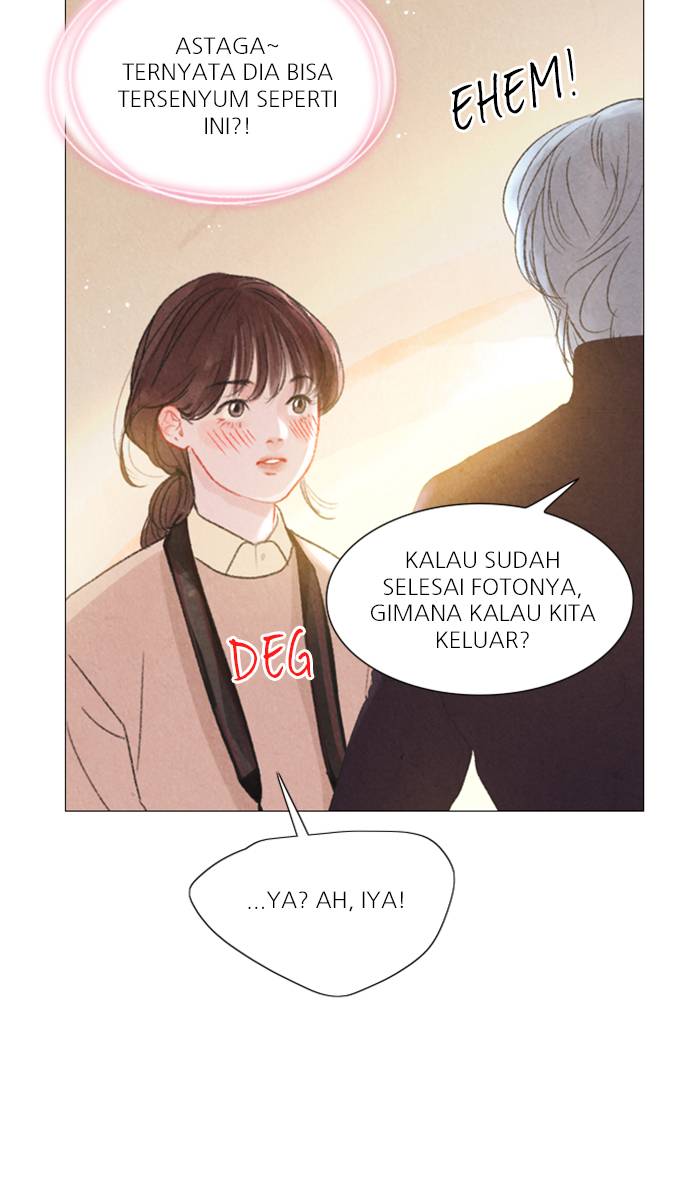 ASTAGA~
TERNYATA DIA BISA
TERSENYUM SEPERTI
INI?!
EHEM!
KALAU SUDAH
SELESAI FOTONYA,
GIMANA KALAU KITA
KELUAR?
DEG
...YA? AH, IYA!